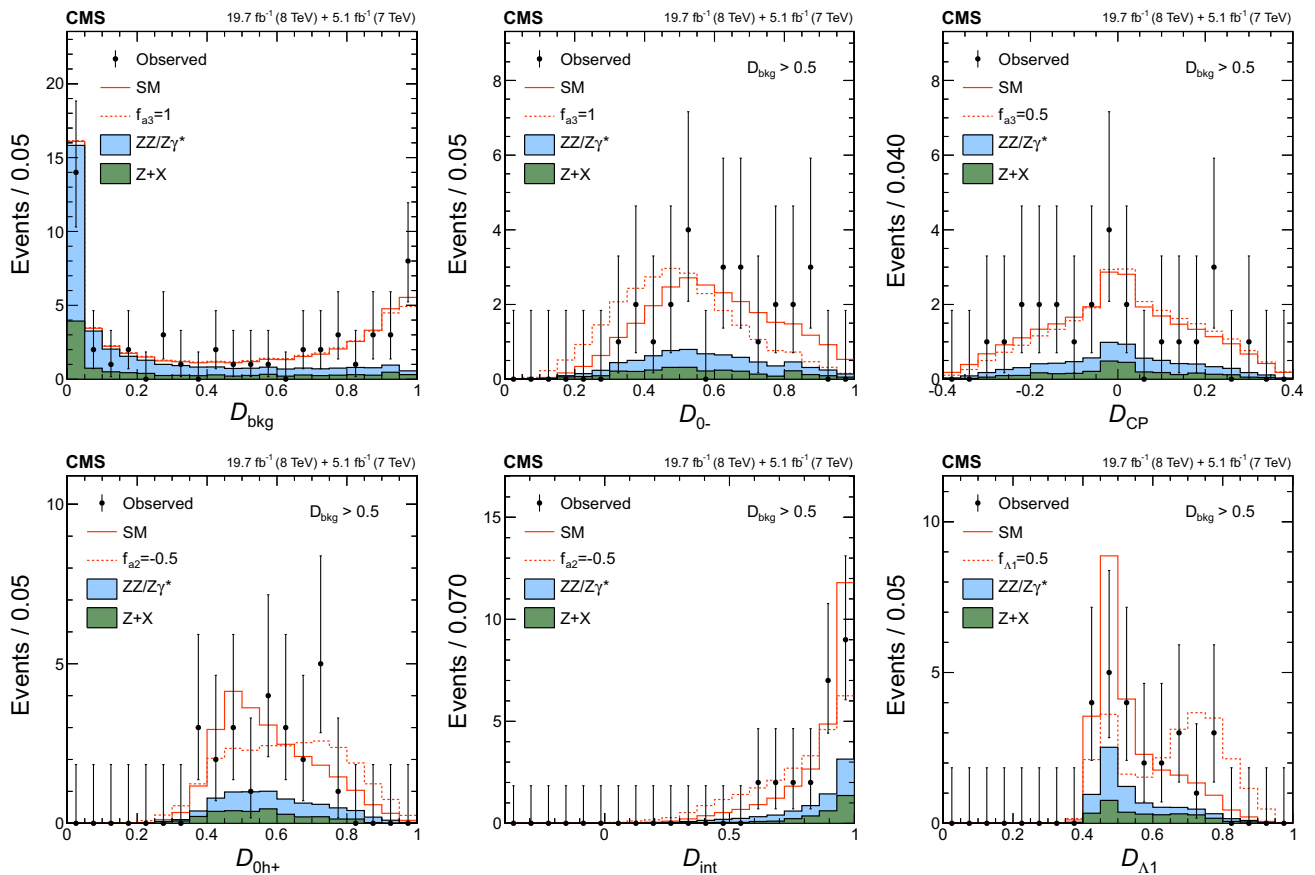 CMS 19.7 fb⁻¹ (8 TeV) + 5.1 fb⁻¹ (7 TeV)
Events / 0.05
20
15
10
5
0
Observed
SM
f_a3=1
ZZ/Zγ*
Z+X
0 0.2 0.4 0.6 0.8 1
D_bkg
CMS 19.7 fb⁻¹ (8 TeV) + 5.1 fb⁻¹ (7 TeV)
Events / 0.05
8
6
4
2
0
Observed
SM
f_a3=1
ZZ/Zγ*
Z+X
D_bkg > 0.5
0 0.2 0.4 0.6 0.8 1
D_0-
CMS 19.7 fb⁻¹ (8 TeV) + 5.1 fb⁻¹ (7 TeV)
Events / 0.040
8
6
4
2
0
Observed
SM
f_a3=0.5
ZZ/Zγ*
Z+X
D_bkg > 0.5
-0.4 -0.2 0 0.2 0.4
D_CP
CMS 19.7 fb⁻¹ (8 TeV) + 5.1 fb⁻¹ (7 TeV)
Events / 0.05
10
5
0
Observed
SM
f_a2=-0.5
ZZ/Zγ*
Z+X
D_bkg > 0.5
0 0.2 0.4 0.6 0.8 1
D_0h+
CMS 19.7 fb⁻¹ (8 TeV) + 5.1 fb⁻¹ (7 TeV)
Events / 0.070
15
10
5
0
Observed
SM
f_a2=-0.5
ZZ/Zγ*
Z+X
D_bkg > 0.5
0 0.5 1
D_int
CMS 19.7 fb⁻¹ (8 TeV) + 5.1 fb⁻¹ (7 TeV)
Events / 0.05
10
5
0
Observed
SM
f_Λ1=0.5
ZZ/Zγ*
Z+X
D_bkg > 0.5
0 0.2 0.4 0.6 0.8 1
D_Λ1